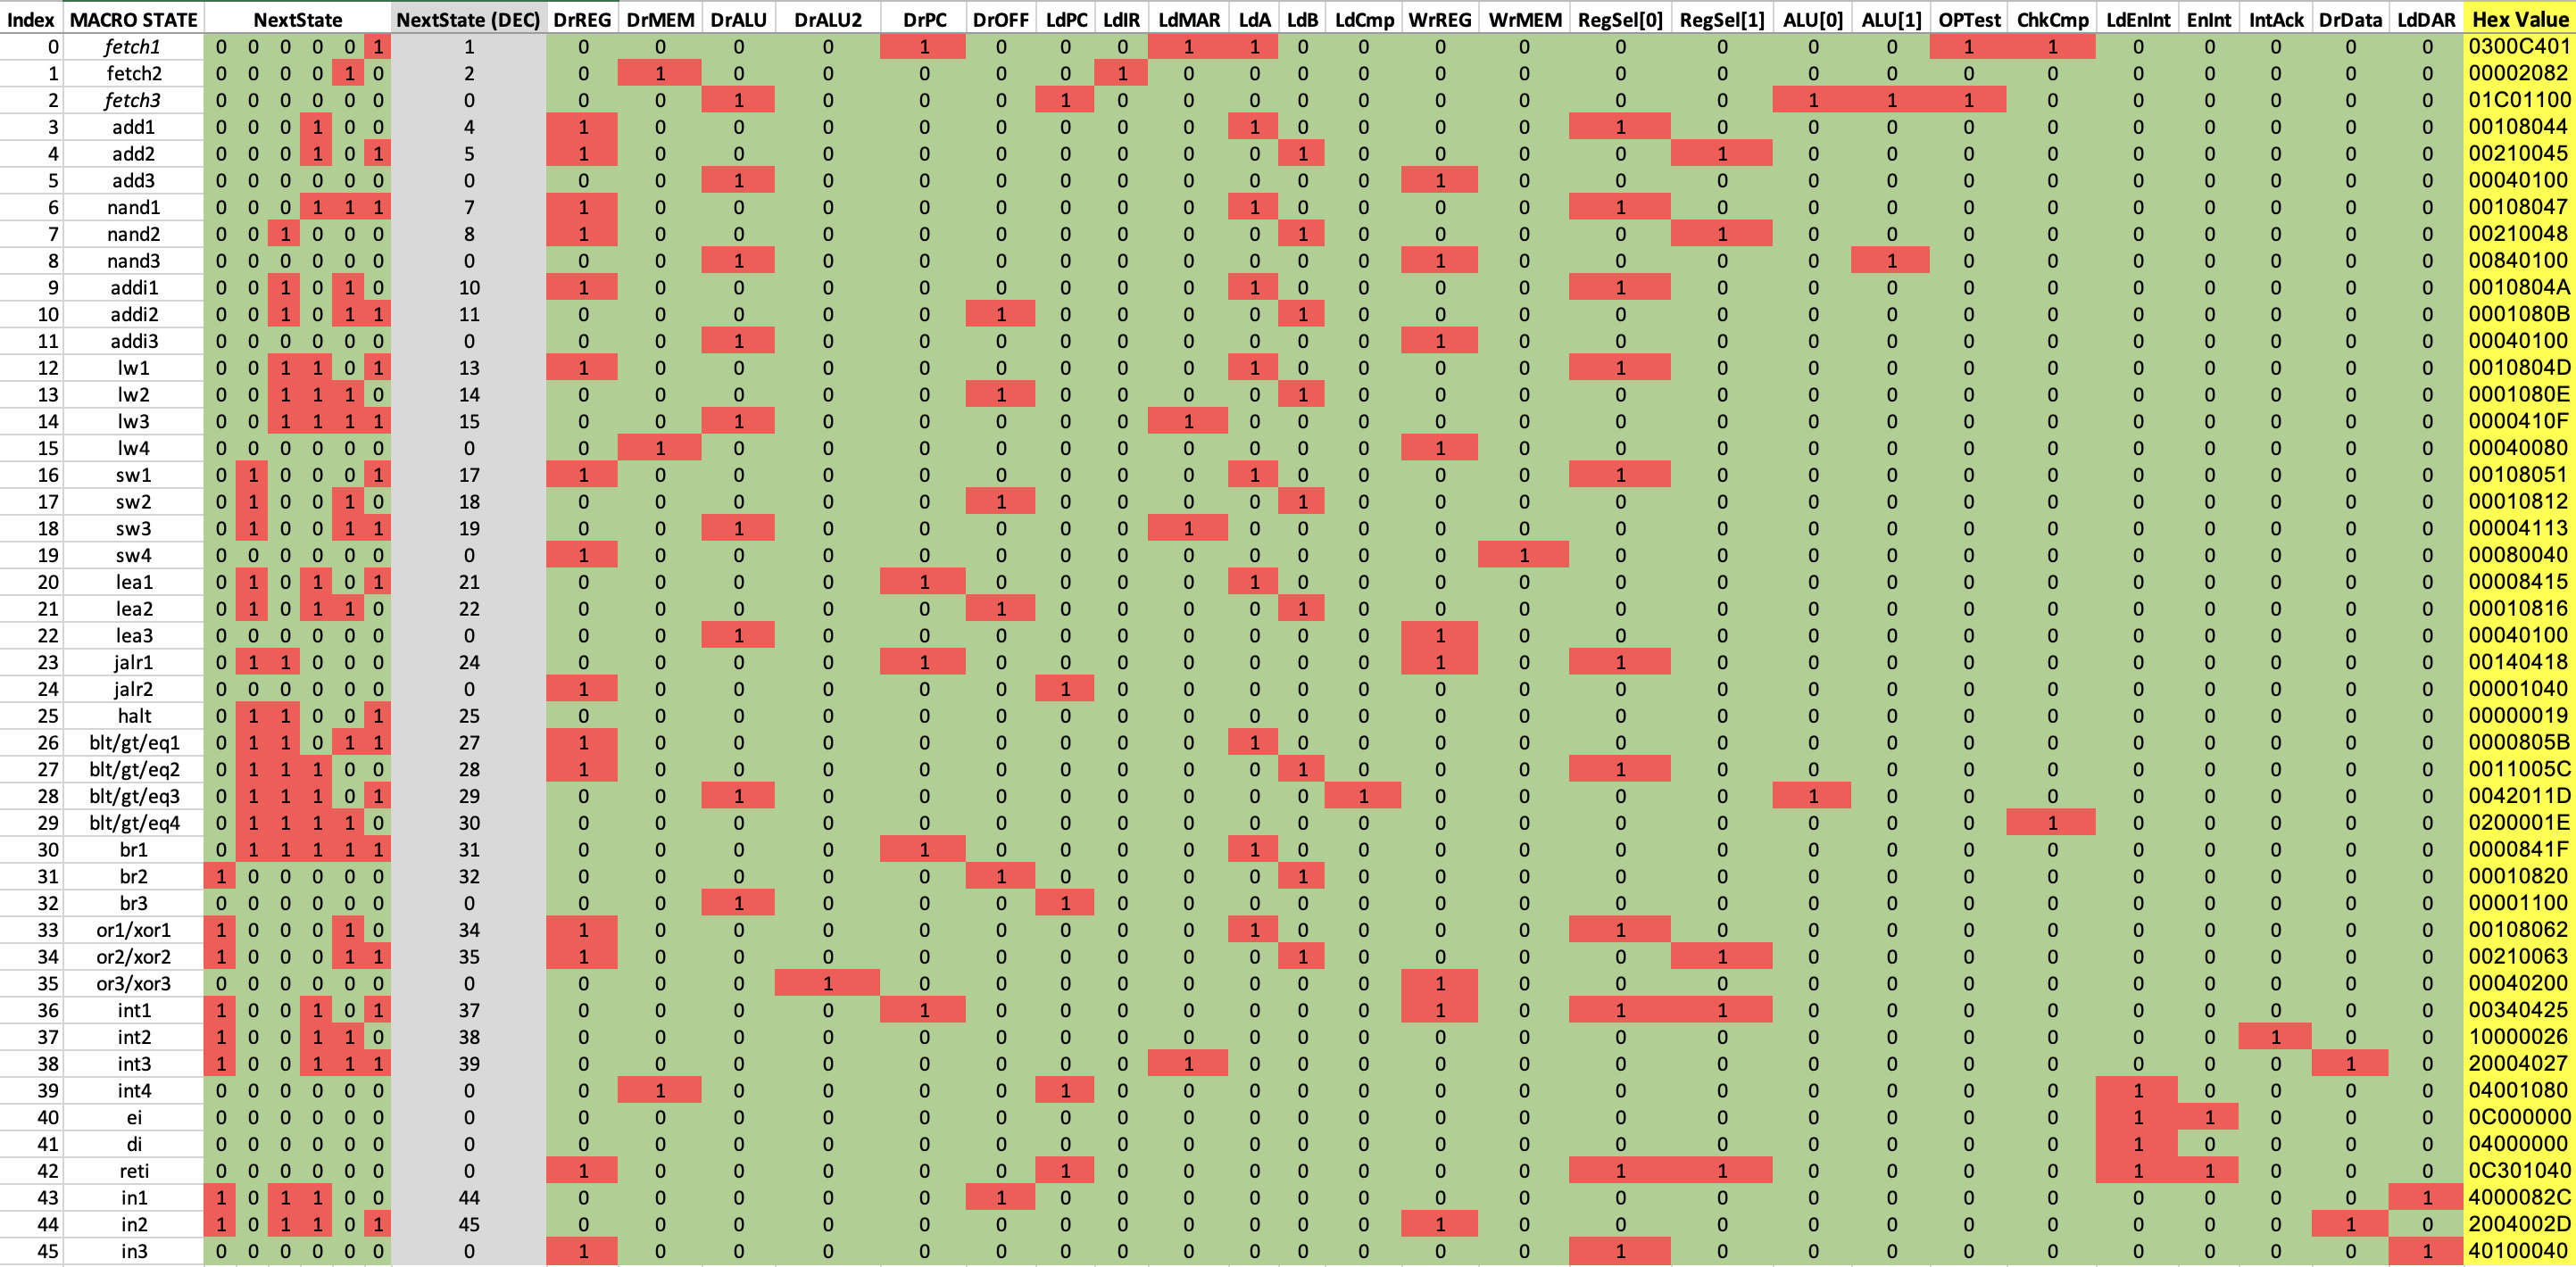 Index MACRO STATE NextState NextState (DEC) DrREG DrMEM DrALU DrALU2 DrPC DrOFF LdPC LdIR LdMAR LdA LdB LdCmp WrREG WrMEM RegSel[0] RegSel[1] ALU[0] ALU[1] OPTest ChkCmp LdEnInt EnInt IntAck DrData LdDAR Hex Value
0 fetch1 0 0 0 0 0 1 1 0 0 0 0 1 0 0 0 1 1 0 0 0 0 0 0 0 0 1 1 0 0 0 0 0 0300C401
1 fetch2 0 0 0 0 1 0 2 0 1 0 0 0 0 0 1 0 0 0 0 0 0 0 0 0 0 0 0 0 0 0 0 0 00002082
2 fetch3 0 0 0 0 0 0 0 0 0 1 0 0 0 1 0 0 0 0 0 0 0 0 0 1 1 1 0 0 0 0 0 0 01C01100
3 add1 0 0 0 1 0 0 4 1 0 0 0 0 0 0 0 0 1 0 0 0 0 1 0 0 0 0 0 0 0 0 0 0 00108044
4 add2 0 0 0 1 0 1 5 1 0 0 0 0 0 0 0 0 0 1 0 0 0 0 1 0 0 0 0 0 0 0 0 0 00210045
5 add3 0 0 0 0 0 0 0 0 0 1 0 0 0 0 0 0 0 0 0 1 0 0 0 0 0 0 0 0 0 0 0 0 00040100
6 nand1 0 0 0 1 1 1 7 1 0 0 0 0 0 0 0 0 1 0 0 0 0 1 0 0 0 0 0 0 0 0 0 0 00108047
7 nand2 0 0 1 0 0 0 8 1 0 0 0 0 0 0 0 0 0 1 0 0 0 0 1 0 0 0 0 0 0 0 0 0 00210048
8 nand3 0 0 0 0 0 0 0 0 0 1 0 0 0 0 0 0 0 0 0 1 0 0 0 0 1 0 0 0 0 0 0 0 00840100
9 addi1 0 0 1 0 1 0 10 1 0 0 0 0 0 0 0 0 1 0 0 0 0 1 0 0 0 0 0 0 0 0 0 0 0010804A
10 addi2 0 0 1 0 1 1 11 0 0 0 0 0 1 0 0 0 0 1 0 0 0 0 0 0 0 0 0 0 0 0 0 0 0001080B
11 addi3 0 0 0 0 0 0 0 0 0 1 0 0 0 0 0 0 0 0 0 1 0 0 0 0 0 0 0 0 0 0 0 0 00040100
12 lw1 0 0 1 1 0 1 13 1 0 0 0 0 0 0 0 0 1 0 0 0 0 1 0 0 0 0 0 0 0 0 0 0 0010804D
13 lw2 0 0 1 1 1 0 14 0 0 0 0 0 1 0 0 0 0 1 0 0 0 0 0 0 0 0 0 0 0 0 0 0 0001080E
14 lw3 0 0 1 1 1 1 15 0 0 1 0 0 0 0 0 1 0 0 0 0 0 0 0 0 0 0 0 0 0 0 0 0 0000410F
15 lw4 0 0 0 0 0 0 0 0 1 0 0 0 0 0 0 0 0 0 0 1 0 0 0 0 0 0 0 0 0 0 0 0 00040080
16 sw1 0 1 0 0 0 1 17 1 0 0 0 0 0 0 0 0 1 0 0 0 0 1 0 0 0 0 0 0 0 0 0 0 00108051
17 sw2 0 1 0 0 1 0 18 0 0 0 0 0 1 0 0 0 0 1 0 0 0 0 0 0 0 0 0 0 0 0 0 0 00010812
18 sw3 0 1 0 0 1 1 19 0 0 1 0 0 0 0 0 1 0 0 0 0 0 0 0 0 0 0 0 0 0 0 0 0 00004113
19 sw4 0 0 0 0 0 0 0 1 0 0 0 0 0 0 0 0 0 0 0 0 1 0 0 0 0 0 0 0 0 0 0 0 00080040
20 lea1 0 1 0 1 0 1 21 0 0 0 0 1 0 0 0 0 1 0 0 0 0 0 0 0 0 0 0 0 0 0 0 0 00008415
21 lea2 0 1 0 1 1 0 22 0 0 0 0 0 1 0 0 0 0 1 0 0 0 0 0 0 0 0 0 0 0 0 0 0 00010816
22 lea3 0 0 0 0 0 0 0 0 0 1 0 0 0 0 0 0 0 0 0 1 0 0 0 0 0 0 0 0 0 0 0 0 00040100
23 jalr1 0 1 1 0 0 0 24 0 0 0 0 1 0 0 0 0 0 0 0 1 0 1 0 0 0 0 0 0 0 0 0 0 00140418
24 jalr2 0 0 0 0 0 0 0 1 0 0 0 0 0 1 0 0 0 0 0 0 0 0 0 0 0 0 0 0 0 0 0 0 00001040
25 halt 0 1 1 0 0 1 25 0 0 0 0 0 0 0 0 0 0 0 0 0 0 0 0 0 0 0 0 0 0 0 0 0 00000019
26 blt/gt/eq1 0 1 1 0 1 1 27 1 0 0 0 0 0 0 0 0 1 0 0 0 0 0 0 0 0 0 0 0 0 0 0 0 0000805B
27 blt/gt/eq2 0 1 1 1 0 0 28 1 0 0 0 0 0 0 0 0 0 1 0 0 0 1 0 0 0 0 0 0 0 0 0 0 0011005C
28 blt/gt/eq3 0 1 1 1 0 1 29 0 0 1 0 0 0 0 0 0 0 0 1 0 0 0 0 1 0 0 0 0 0 0 0 0 0042011D
29 blt/gt/eq4 0 1 1 1 1 0 30 0 0 0 0 0 0 0 0 0 0 0 0 0 0 0 0 0 0 0 1 0 0 0 0 0 0200001E
30 br1 0 1 1 1 1 1 31 0 0 0 0 1 0 0 0 0 1 0 0 0 0 0 0 0 0 0 0 0 0 0 0 0 0000841F
31 br2 1 0 0 0 0 0 32 0 0 0 0 0 1 0 0 0 0 1 0 0 0 0 0 0 0 0 0 0 0 0 0 0 00010820
32 br3 0 0 0 0 0 0 0 0 0 1 0 0 0 1 0 0 0 0 0 0 0 0 0 0 0 0 0 0 0 0 0 0 00001100
33 or1/xor1 1 0 0 0 1 0 34 1 0 0 0 0 0 0 0 0 1 0 0 0 0 1 0 0 0 0 0 0 0 0 0 0 00108062
34 or2/xor2 1 0 0 0 1 1 35 1 0 0 0 0 0 0 0 0 0 1 0 0 0 0 1 0 0 0 0 0 0 0 0 0 00210063
35 or3/xor3 0 0 0 0 0 0 0 0 0 0 1 0 0 0 0 0 0 0 0 1 0 0 0 0 0 0 0 0 0 0 0 0 00040200
36 int1 1 0 0 1 0 1 37 0 0 0 0 1 0 0 0 0 0 0 0 1 0 1 1 0 0 0 0 0 0 0 0 0 00340425
37 int2 1 0 0 1 1 0 38 0 0 0 0 0 0 0 0 0 0 0 0 0 0 0 0 0 0 0 0 0 0 1 0 0 10000026
38 int3 1 0 0 1 1 1 39 0 0 0 0 0 0 0 0 1 0 0 0 0 0 0 0 0 0 0 0 0 0 0 1 0 20004027
39 int4 0 0 0 0 0 0 0 0 1 0 0 0 0 1 0 0 0 0 0 0 0 0 0 0 0 0 0 1 0 0 0 0 04001080
40 ei 0 0 0 0 0 0 0 0 0 0 0 0 0 0 0 0 0 0 0 0 0 0 0 0 0 0 0 1 1 0 0 0 0C000000
41 di 0 0 0 0 0 0 0 0 0 0 0 0 0 0 0 0 0 0 0 0 0 0 0 0 0 0 0 1 0 0 0 0 04000000
42 reti 0 0 0 0 0 0 0 1 0 0 0 0 0 1 0 0 0 0 0 0 0 1 1 0 0 0 0 1 1 0 0 0 0C301040
43 in1 1 0 1 1 0 0 44 0 0 0 0 0 1 0 0 0 0 0 0 0 0 0 0 0 0 0 0 0 0 0 0 1 4000082C
44 in2 1 0 1 1 0 1 45 0 0 0 0 0 0 0 0 0 0 0 0 1 0 0 0 0 0 0 0 0 0 0 1 0 2004002D
45 in3 0 0 0 0 0 0 0 1 0 0 0 0 0 0 0 0 0 0 0 0 0 1 0 0 0 0 0 0 0 0 0 1 40100040